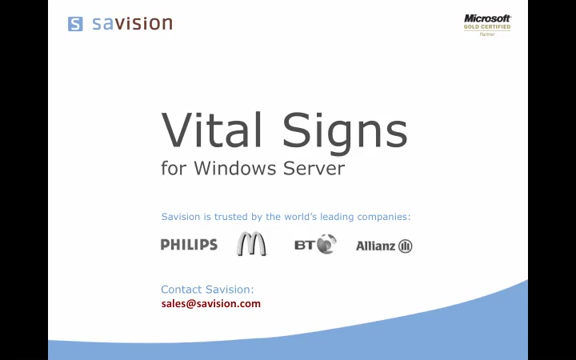 savision
Microsoft
GOLD CERTIFIED
Partner
Vital Signs
for Windows Server
Savision is trusted by the world's leading companies:
PHILIPS M BT Allianz
Contact Savision:
sales@savision.com